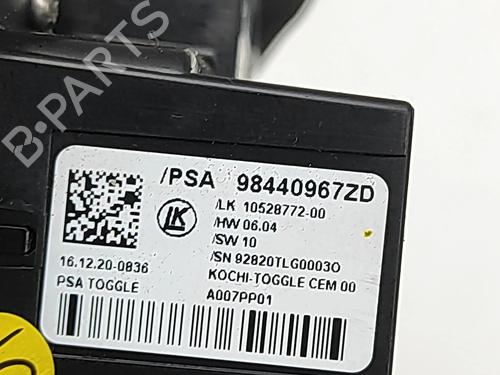 B-PARTS
/PSA 98440967ZD
LK
/LK 10528772-00
/HW 06.04
/SW 10
16.12.20-0836
/SN 92820TLG0003O
PSA TOGGLE
KOCHI-TOGGLE CEM 00
A007PP01